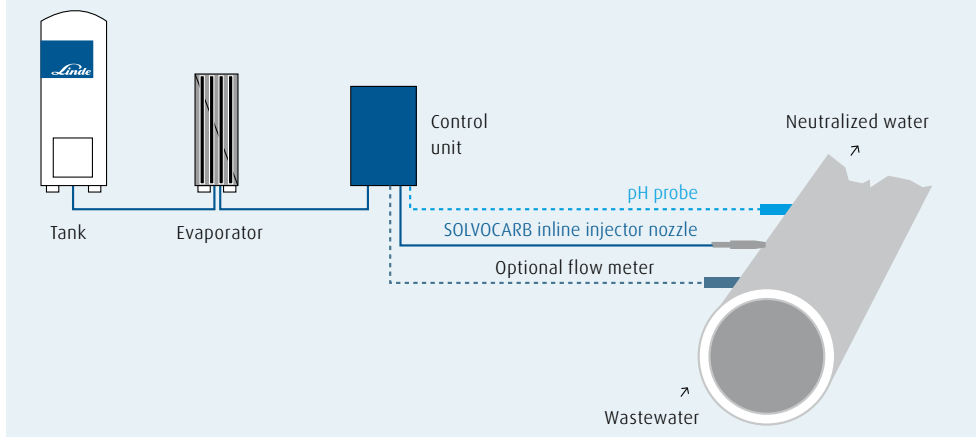 Linde
Control
unit
Neutralized water
pH probe
Tank
Evaporator
SOLVOCARB inline injector nozzle
Optional flow meter
Wastewater